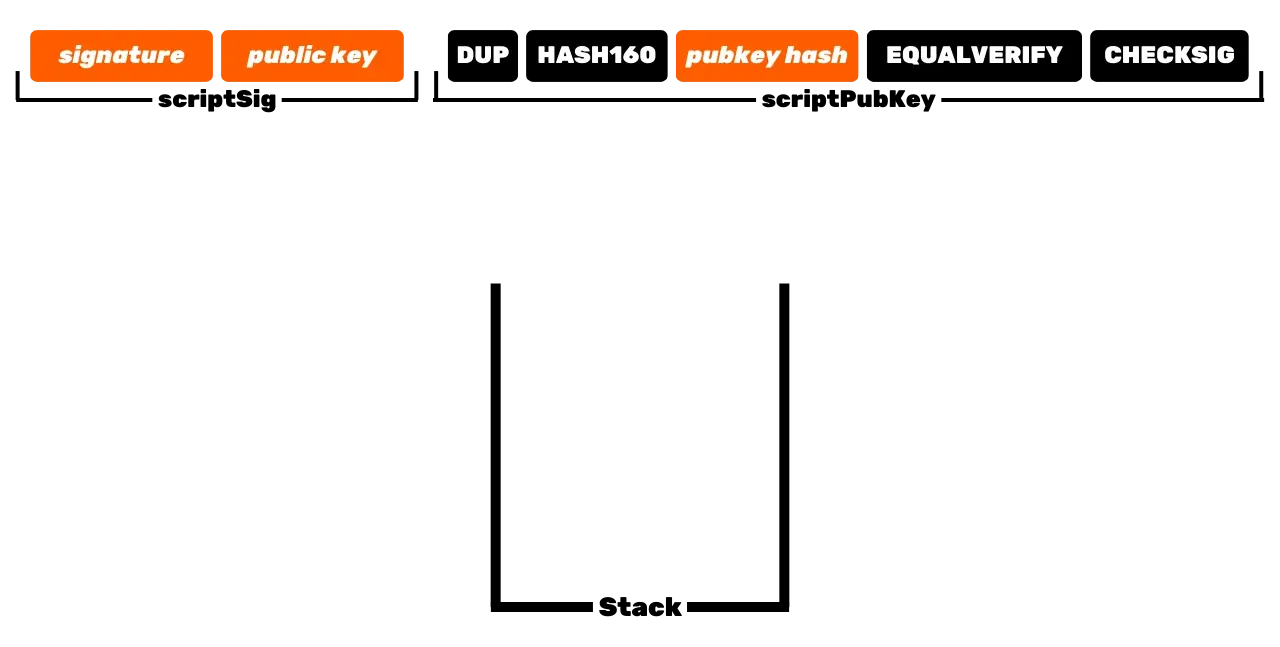 signature public key DUP HASH160 pubkey hash EQUALVERIFY CHECKSIG
scriptSig scriptPubKey
Stack